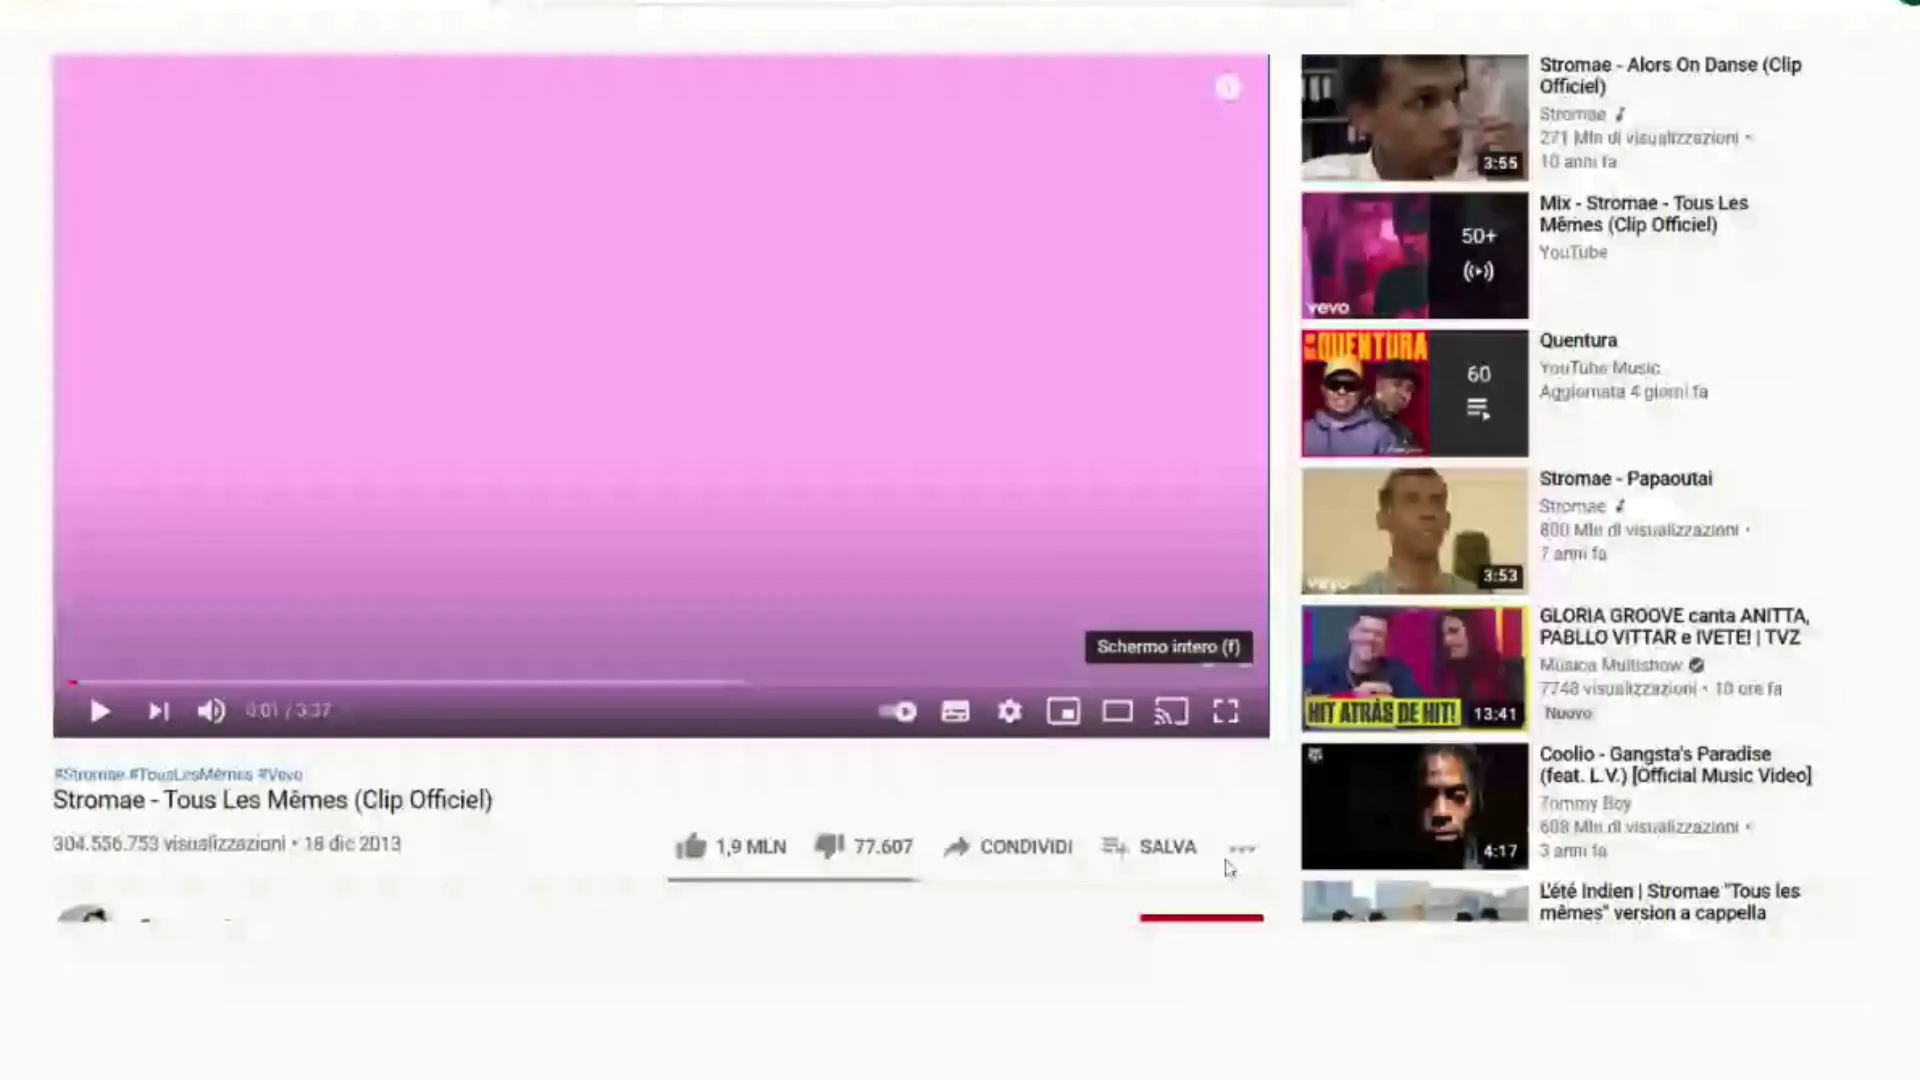 Schermo intero (f)
0:01 / 3:37
#Stromae #TousLesMêmes #Vevo
Stromae - Tous Les Mêmes (Clip Officiel)
304.556.753 visualizzazioni • 18 dic 2013
1,9 MLN
77.607
CONDIVIDI
SALVA
3:55
Stromae - Alors On Danse (Clip
Officiel)
Stromae
271 Mln di visualizzazioni •
10 anni fa
50+
vevo
Mix - Stromae - Tous Les
Mêmes (Clip Officiel)
YouTube
QUENTURA
60
Quentura
YouTube Music
Aggiornata 4 giorni fa
vevo
3:53
Stromae - Papaoutai
Stromae
800 Mln di visualizzazioni •
7 anni fa
HIT ATRÁS DE HIT!
13:41
GLORIA GROOVE canta ANITTA,
PABLLO VITTAR e IVETE! | TVZ
Música Multishow
7748 visualizzazioni • 10 ore fa
Nuovo
4:17
Coolio - Gangsta's Paradise
(feat. L.V.) [Official Music Video]
Tommy Boy
608 Mln di visualizzazioni •
3 anni fa
L'été Indien | Stromae "Tous les
mêmes" version a cappella